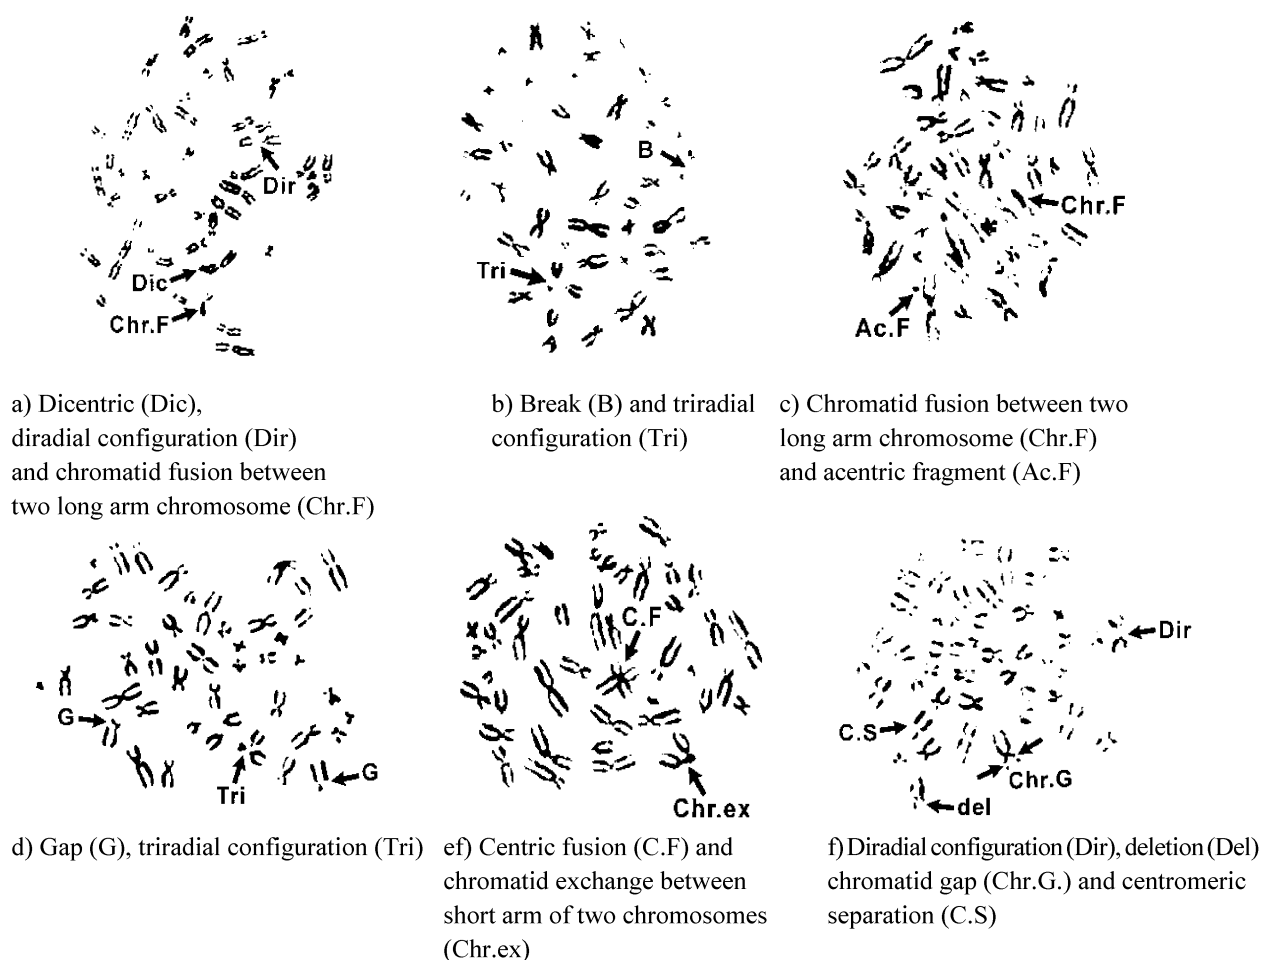 B
Dir
Chr.F
Dic
Tri
Chr.F
Ac.F
a) Dicentric (Dic),
diradial configuration (Dir)
and chromatid fusion between
two long arm chromosome (Chr.F)
b) Break (B) and triradial
configuration (Tri)
c) Chromatid fusion between two
long arm chromosome (Chr.F)
and acentric fragment (Ac.F)
C.F
Dir
G
C.S
G
Tri
Chr.G
Chr.ex
del
d) Gap (G), triradial configuration (Tri)
ef) Centric fusion (C.F) and
chromatid exchange between
short arm of two chromosomes
(Chr.ex)
f) Diradial configuration (Dir), deletion (Del)
chromatid gap (Chr.G.) and centromeric
separation (C.S)